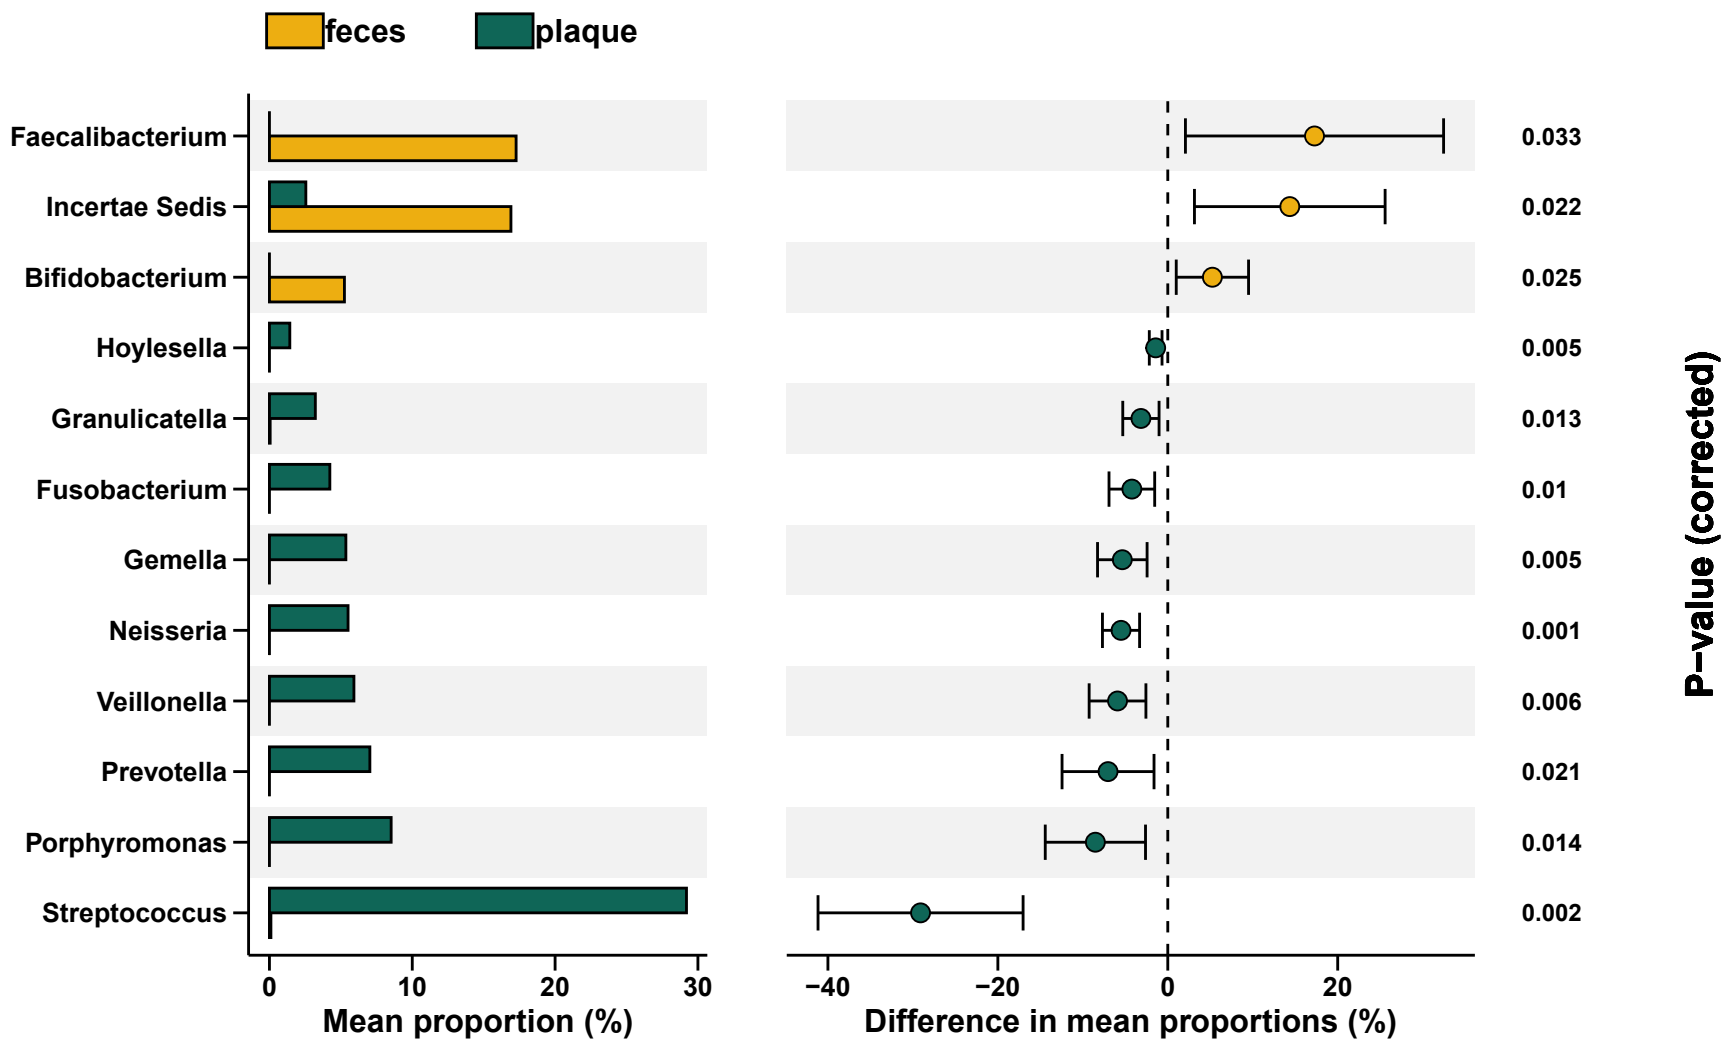 feces plaque
Faecalibacterium 0.033
Incertae Sedis 0.022
Bifidobacterium 0.025
Hoylesella 0.005
Granulicatella 0.013
Fusobacterium 0.01
Gemella 0.005
Neisseria 0.001
Veillonella 0.006
Prevotella 0.021
Porphyromonas 0.014
Streptococcus 0.002
0 10 20 30 −40 −20 0 20
Mean proportion (%) Difference in mean proportions (%)
P−value (corrected)